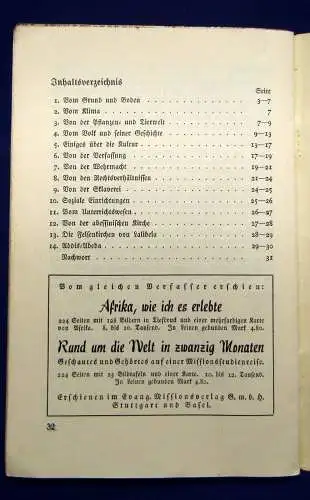 Inhaltsverzeichnis
Seite
1. Vom Grund und Boden 3—7
2. Vom Klima 7
3. Von der Pflanzen- und Tierwelt 7—9
4. Vom Volk und seiner Geschichte 9—13
5. Einiges über die Kultur 13—17
6. Von der Verfassung 17—19
7. Von der Wehrmacht 19—21
8. Von den Rechtsverhältnissen 21—24
9. Von der Sklaverei 24—25
10. Soziale Einrichtungen 25—26
11. Vom Unterrichtswesen 26—27
12. Von der abessinischen Kirche 27—28
13. Die Felsenkirchen von Lalibela 28—29
14. Addis-Abeba 29—30
Nachwort 31
Vom gleichen Verfasser erschien:
Afrika, wie ich es erlebte
224 Seiten mit 128 Bildern in Tiefdruck und einer mehrfarbigen Karte
von Afrika. 8. bis 20. Tausend. In Leinen gebunden Mark 4.80.
Rund um die Welt in zwanzig Monaten
Geschautes und Gehörtes auf einer Missionsstudienreise.
224 Seiten mit 29 Bildtafeln und einer Karte. 10. bis 12. Tausend.
In Leinen gebunden Mark 4.80.
Erschienen im Evang. Missionsverlag G. m. b. H.
Stuttgart und Basel.
32